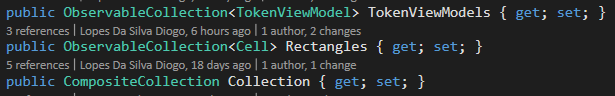 public ObservableCollection<TokenViewModel> TokenViewModels { get; set; }
3 references | Lopes Da Silva Diogo, 6 hours ago | 1 author, 2 changes
public ObservableCollection<Cell> Rectangles { get; set; }
5 references | Lopes Da Silva Diogo, 18 days ago | 1 author, 1 change
public CompositeCollection Collection { get; set; }